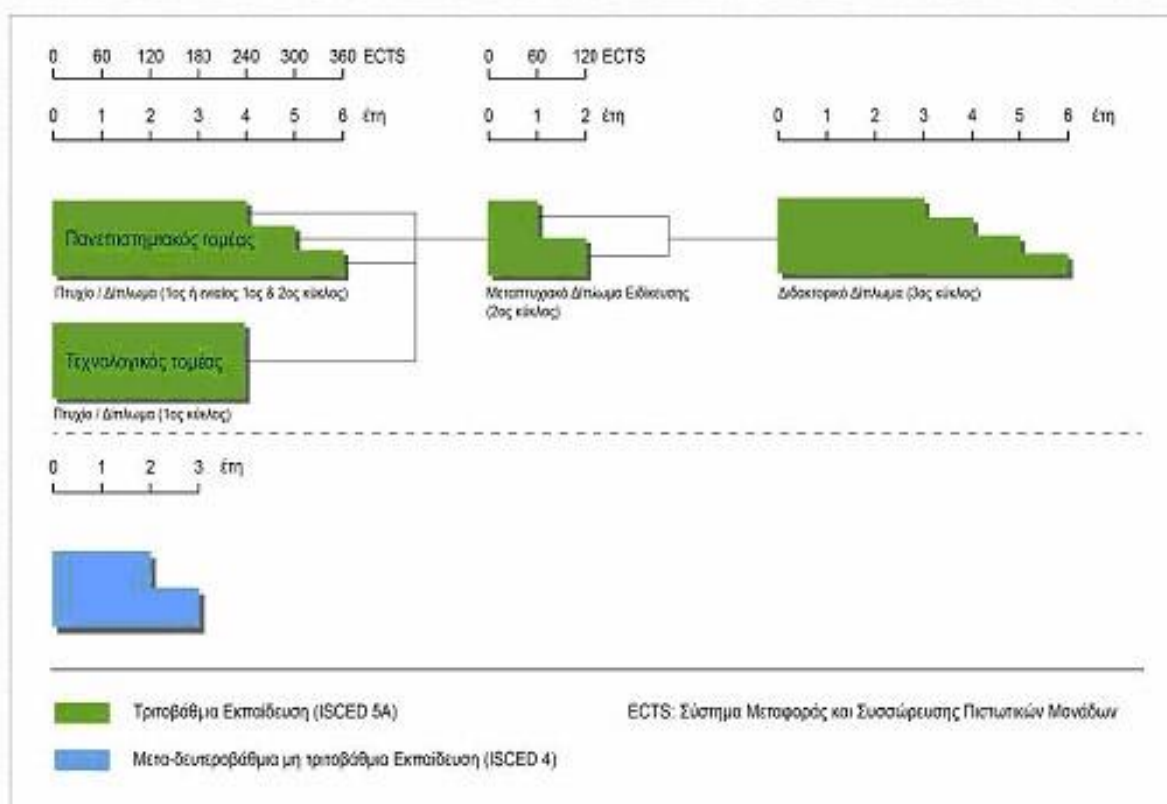 0 60 120 180 240 300 360 ECTS
0 60 120 ECTS
0 1 2 3 4 5 6 έτη
0 1 2 έτη
0 1 2 3 4 5 6 έτη
Πανεπιστημιακός τομέας
Πτυχίο / Δίπλωμα (1ος ή ενιαίος 1ος & 2ος κύκλος)
Μεταπτυχιακό Δίπλωμα Ειδίκευσης
(2ος κύκλος)
Διδακτορικό Δίπλωμα (3ος κύκλος)
Τεχνολογικός τομέας
Πτυχίο / Δίπλωμα (1ος κύκλος)
0 1 2 3 έτη
Τριτοβάθμια Εκπαίδευση (ISCED 5A)
ECTS: Σύστημα Μεταφοράς και Συσσώρευσης Πιστωτικών Μονάδων
Μετα-δευτεροβάθμια μη τριτοβάθμια Εκπαίδευση (ISCED 4)